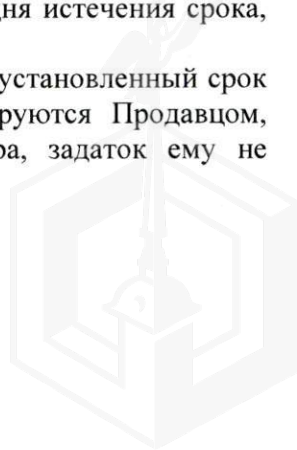 дня истечения срока,
установленный срок
руются Продавцом,
ра, задаток ему не